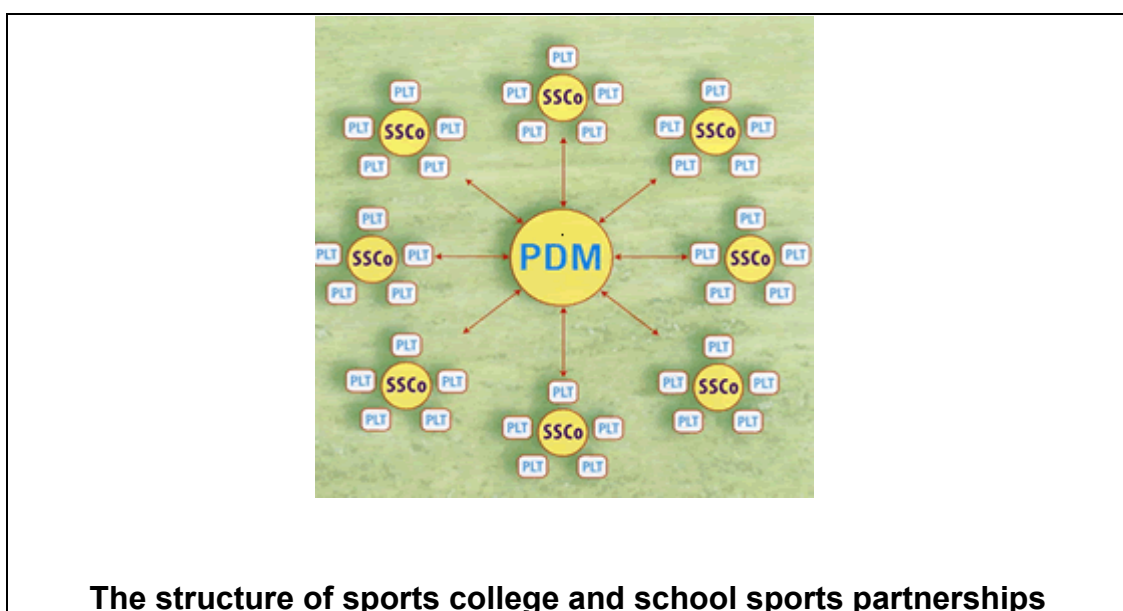 PLT
PLT PLT SSCo PLT PLT
PLT SSCo PLT PLT PLT PLT SSCo PLT
PLT PLT PLT PLT
PLT PLT
PLT SSCo PLT PDM PLT SSCo PLT
PLT PLT PLT PLT
PLT PLT
PLT SSCo PLT PLT PLT SSCo PLT
PLT PLT PLT SSCo PLT PLT PLT
PLT PLT
The structure of sports college and school sports partnerships